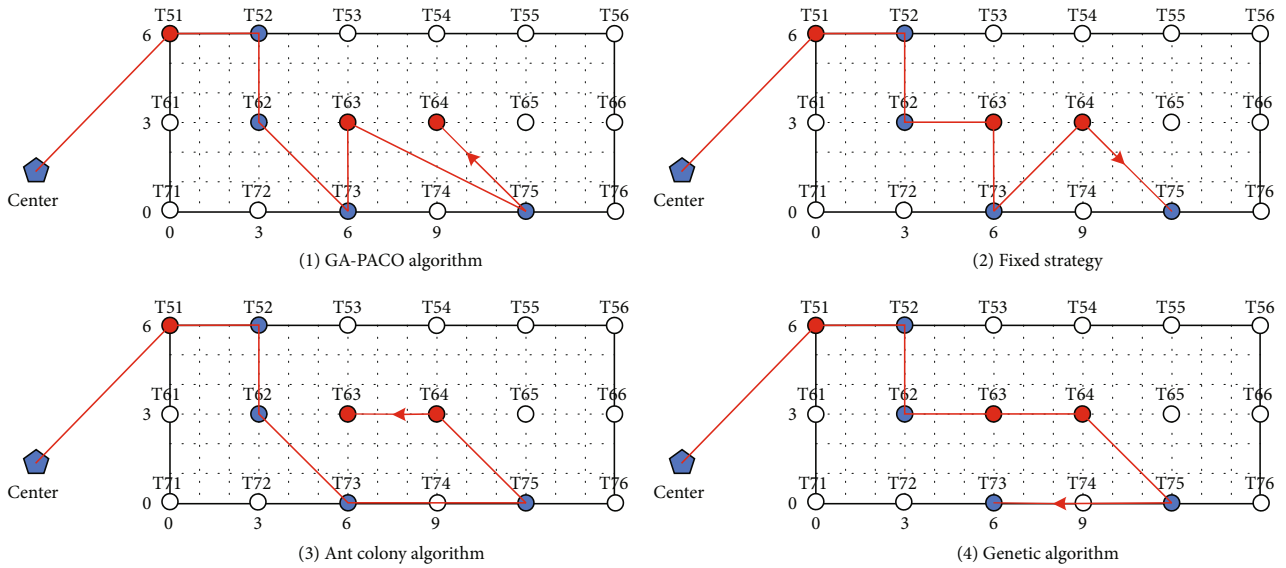 T51 T52 T53 T54 T55 T56
6
T61 T62 T63 T64 T65 T66
3
Center
T71 T72 T73 T74 T75 T76
0
0 3 6 9
(1) GA-PACO algorithm
T51 T52 T53 T54 T55 T56
6
T61 T62 T63 T64 T65 T66
3
Center
T71 T72 T73 T74 T75 T76
0
0 3 6 9
(2) Fixed strategy
T51 T52 T53 T54 T55 T56
6
T61 T62 T63 T64 T65 T66
3
Center
T71 T72 T73 T74 T75 T76
0
0 3 6 9
(3) Ant colony algorithm
T51 T52 T53 T54 T55 T56
6
T61 T62 T63 T64 T65 T66
3
Center
T71 T72 T73 T74 T75 T76
0
0 3 6 9
(4) Genetic algorithm